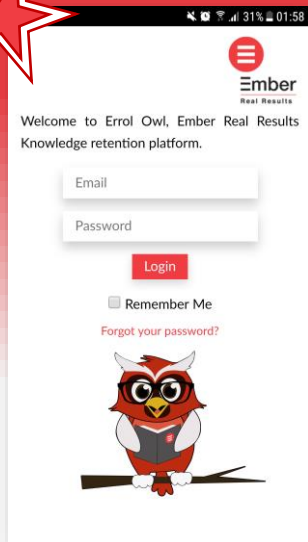 31% 01:58
Ember
Real Results
Welcome to Errol Owl, Ember Real Results
Knowledge retention platform.
Email
Password
Login
Remember Me
Forgot your password?